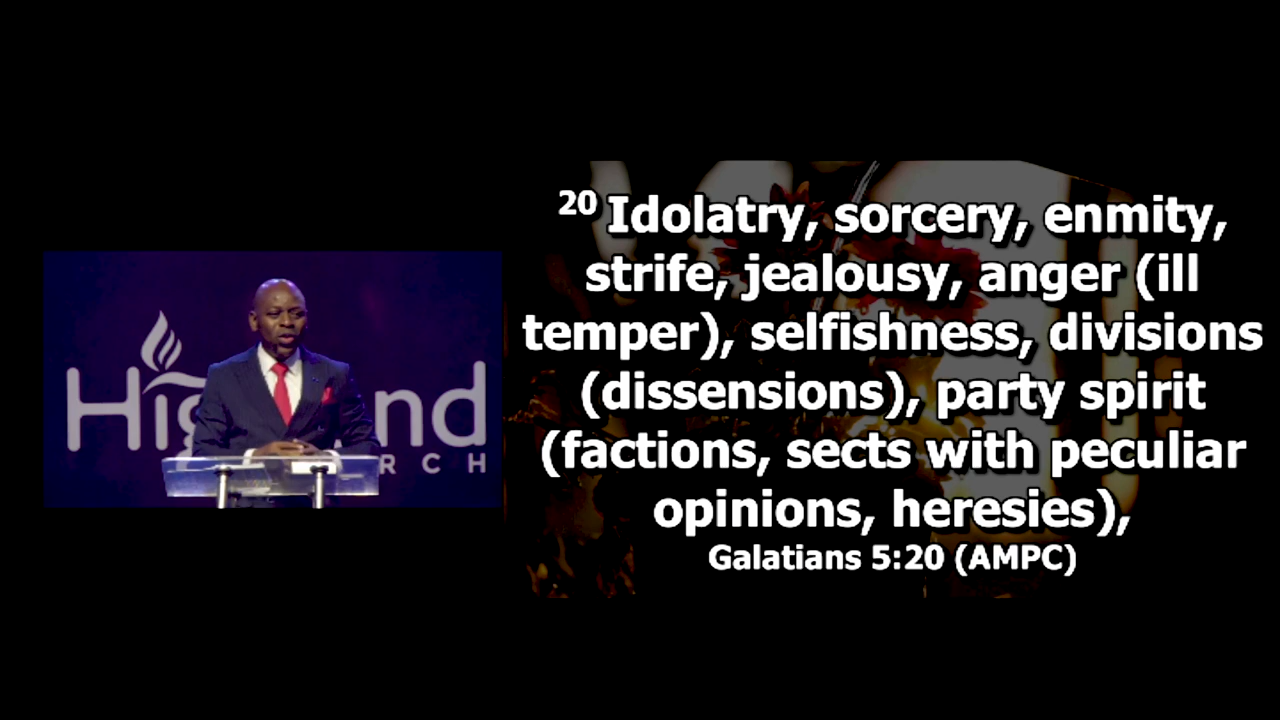 20 Idolatry, sorcery, enmity,
strife, jealousy, anger (ill
temper), selfishness, divisions
(dissensions), party spirit
(factions, sects with peculiar
opinions, heresies),
Galatians 5:20 (AMPC)